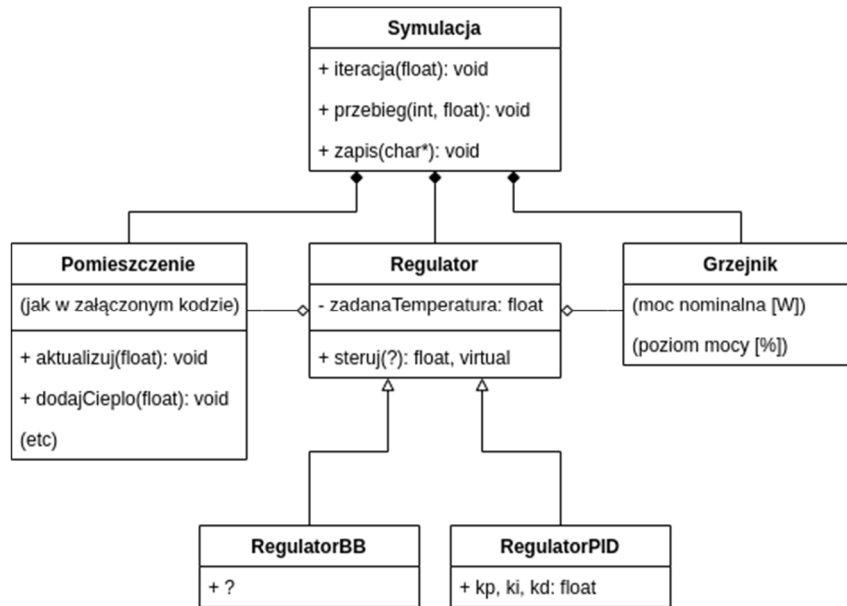 Symulacja
+ iteracja(float): void
+ przebieg(int, float): void
+ zapis(char*): void
Pomieszczenie
(jak w załączonym kodzie)
+ aktualizuj(float): void
+ dodajCieplo(float): void
(etc)
Regulator
- zadanaTemperatura: float
+ steruj(?): float, virtual
Grzejnik
(moc nominalna [W])
(poziom mocy [%])
RegulatorBB
+ ?
RegulatorPID
+ kp, ki, kd: float